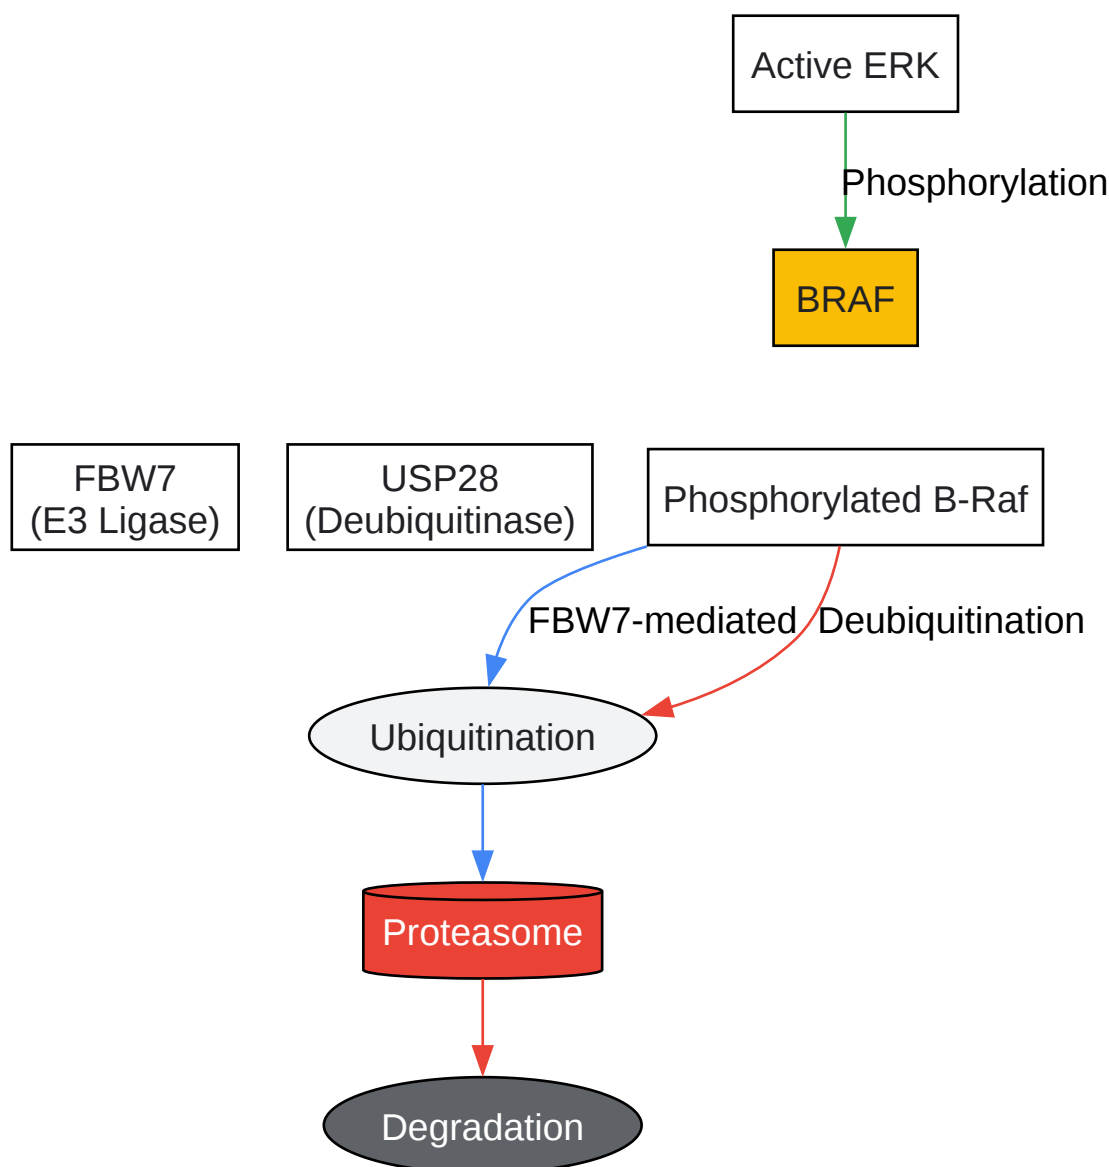 Active ERK
Phosphorylation
BRAF
FBW7
(E3 Ligase)
USP28
(Deubiquitinase)
Phosphorylated B-Raf
FBW7-mediated
Deubiquitination
Ubiquitination
Proteasome
Degradation